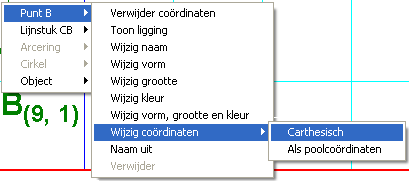 Punt B
Lijnstuk CB
Arcering
Cirkel
Object
B(9, 1)
Verwijder coördinaten
Toon ligging
Wijzig naam
Wijzig vorm
Wijzig grootte
Wijzig kleur
Wijzig vorm, grootte en kleur
Wijzig coördinaten
Naam uit
Verwijder
Carthesisch
Als poolcoördinaten